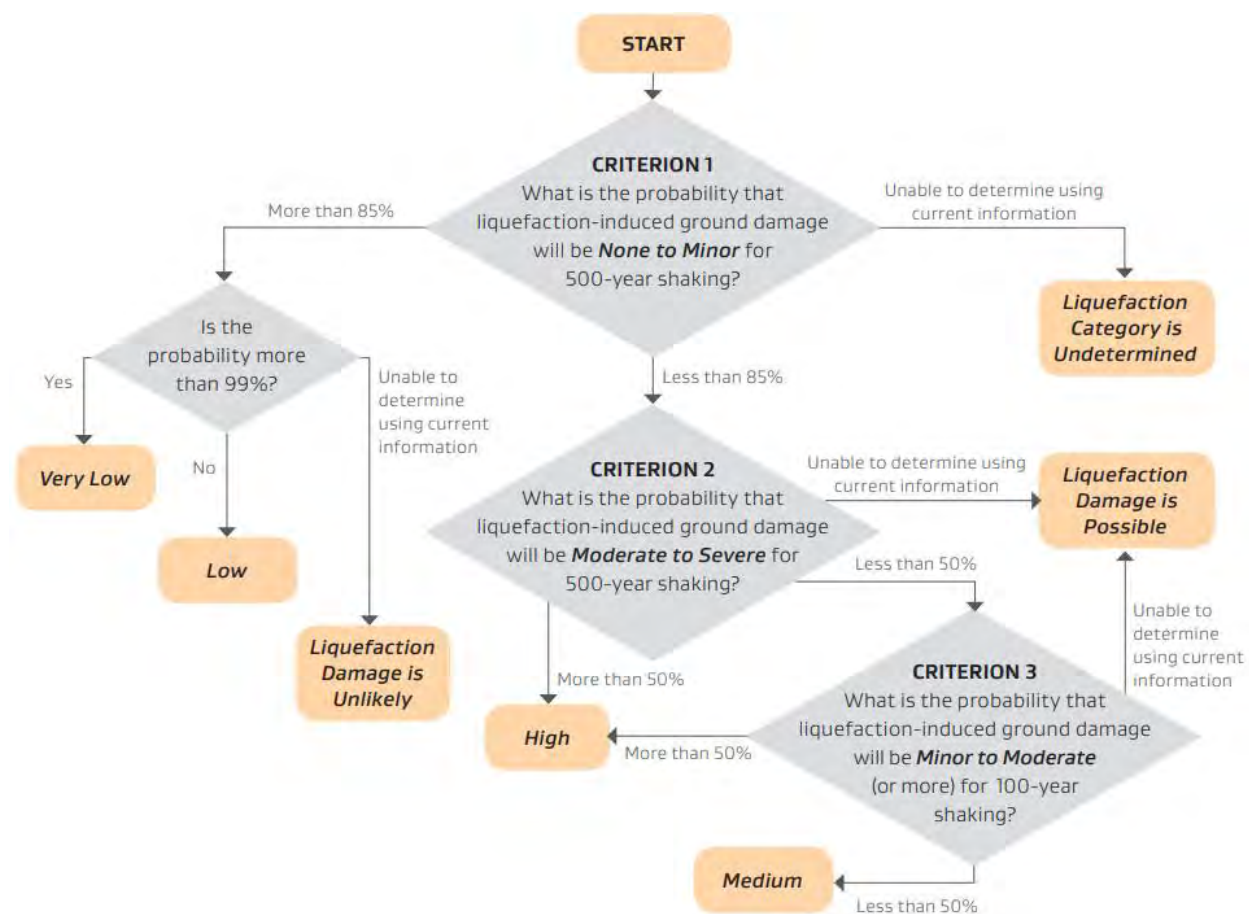 START
CRITERION 1
What is the probability that
liquefaction-induced ground damage
will be None to Minor for
500-year shaking?
More than 85%
Unable to determine using
current information
Liquefaction
Category is
Undetermined
Is the
probability more
than 99%?
Yes
Unable to
determine
using current
information
Less than 85%
Very Low
No
Low
Liquefaction
Damage is
Unlikely
CRITERION 2
What is the probability that
liquefaction-induced ground damage
will be Moderate to Severe for
500-year shaking?
Unable to determine using
current information
Liquefaction
Damage is
Possible
Less than 50%
Unable to
determine
using current
information
More than 50%
High
More than 50%
CRITERION 3
What is the probability that
liquefaction-induced ground damage
will be Minor to Moderate
(or more) for 100-year
shaking?
Medium
Less than 50%